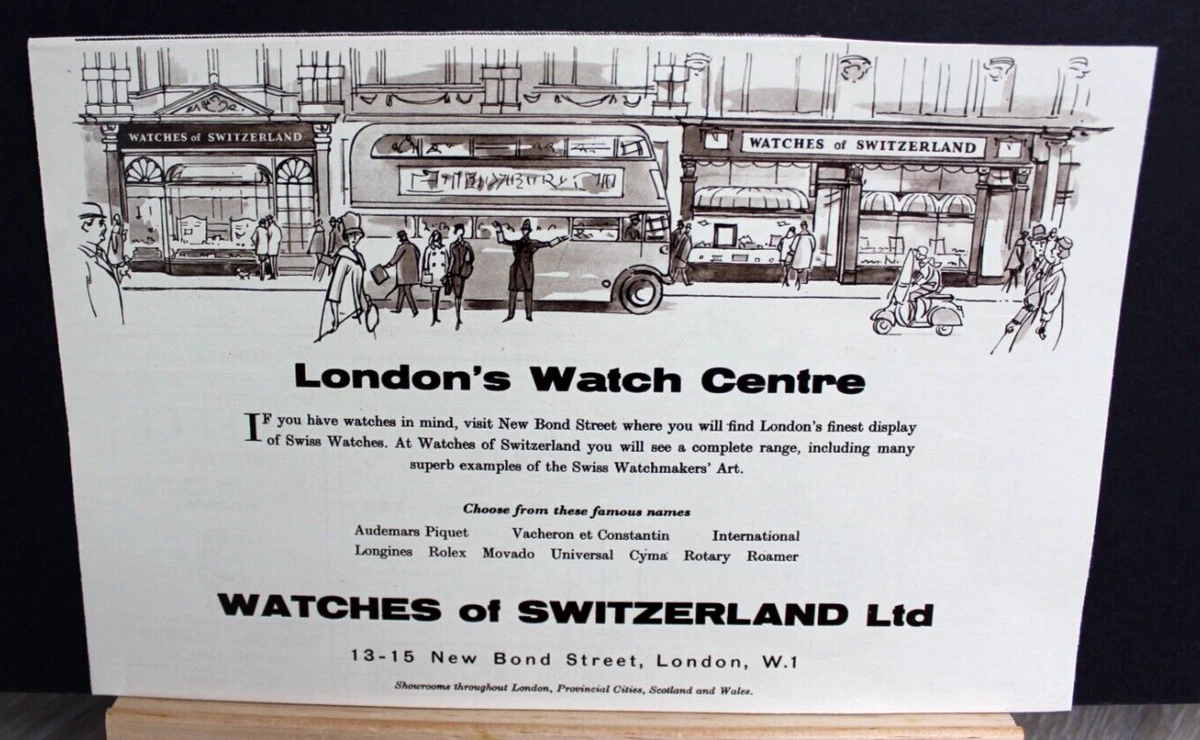 WATCHES of SWITZERLAND
WATCHES of SWITZERLAND
London's Watch Centre
IF you have watches in mind, visit New Bond Street where you will find London's finest display
of Swiss Watches. At Watches of Switzerland you will see a complete range, including many
superb examples of the Swiss Watchmakers' Art.
Choose from these famous names
Audemars Piquet Vacheron et Constantin International
Longines Rolex Movado Universal Cyma Rotary Roamer
WATCHES of SWITZERLAND Ltd
13-15 New Bond Street, London, W.1
Showrooms throughout London, Provincial Cities, Scotland and Wales.